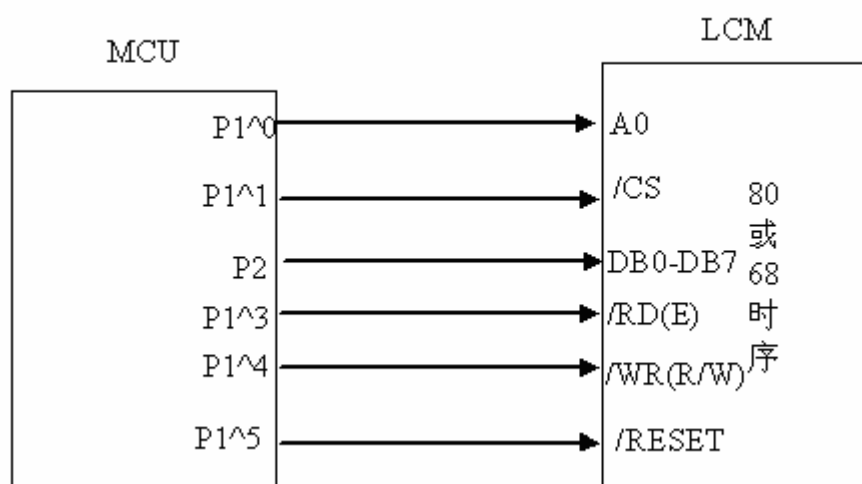 MCU
LCM
P1^0
A0
P1^1
/CS
P2
DB0-DB7
P1^3
/RD(E)
P1^4
/WR(R/W)
P1^5
/RESET
80
或
68
时
序